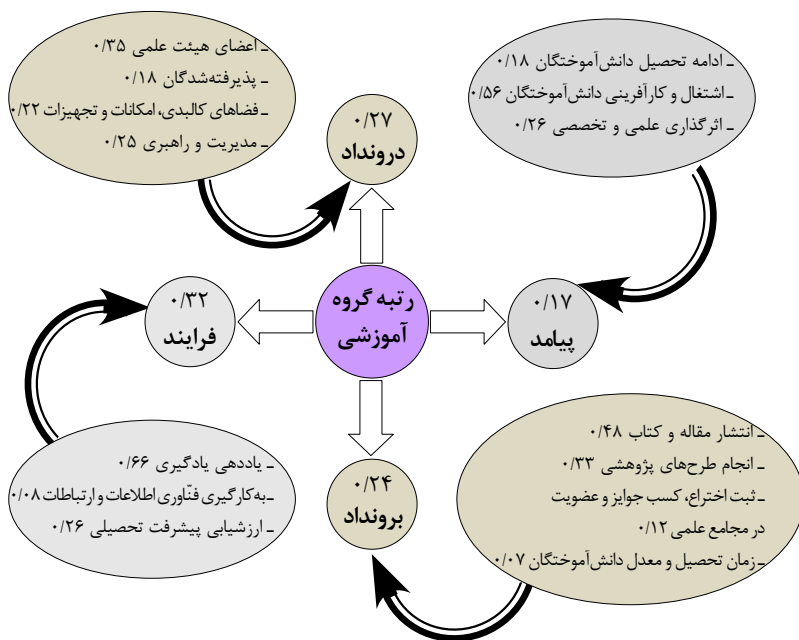 ـ اعضای هیئت علمی ۰/۳۵
ـ پذیرفته‌شدگان ۰/۱۸
ـ فضاهای کالبدی، امکانات و تجهیزات ۰/۲۲
ـ مدیریت و راهبری ۰/۲۵
۰/۲۷
درونداد
ـ ادامه تحصیل دانش‌آموختگان ۰/۱۸
ـ اشتغال و کارآفرینی دانش‌آموختگان ۰/۵۶
ـ اثرگذاری علمی و تخصصی ۰/۲۶
۰/۱۷
پیامد
رتبه گروه
آموزشی
۰/۳۲
فرایند
ـ یاددهی یادگیری ۰/۶۶
ـ به‌کارگیری فنّاوری اطلاعات و ارتباطات ۰/۰۸
ـ ارزشیابی پیشرفت تحصیلی ۰/۲۶
۰/۲۴
برونداد
ـ انتشار مقاله و کتاب ۰/۴۸
ـ انجام طرح‌های پژوهشی ۰/۳۳
ـ ثبت اختراع، کسب جوایز و عضویت
در مجامع علمی ۰/۱۲
ـ زمان تحصیل و معدل دانش‌آموختگان ۰/۰۷